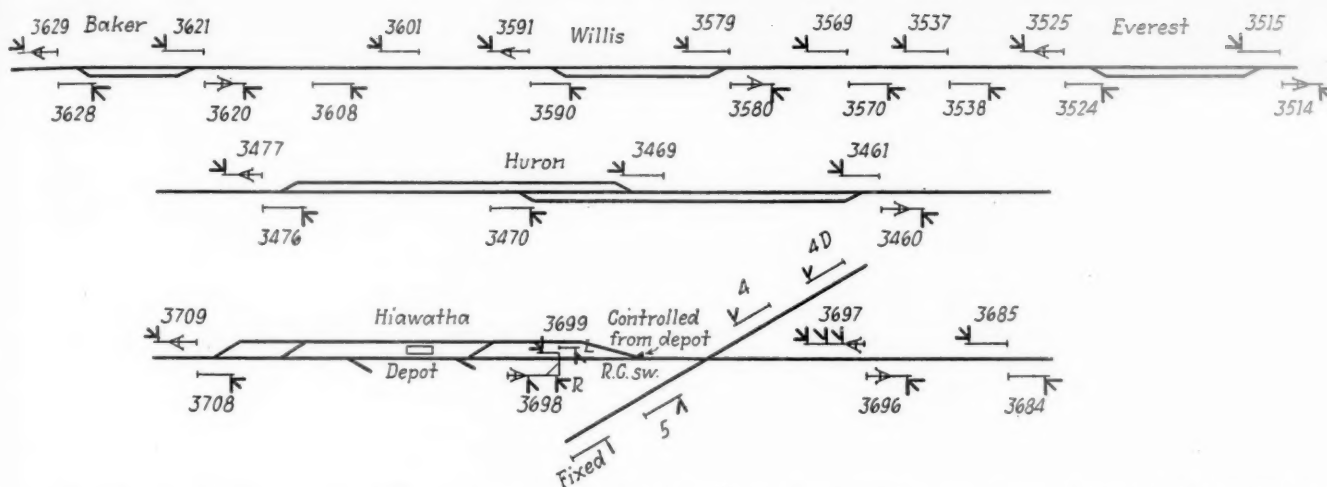 3629 Baker 3621 3601 3591 Willis 3579 3569 3537 3525 Everest 3515
3628 3620 3608 3590 3580 3570 3538 3524 3514
3477 Huron 3469 3461
3476 3470 3460
4D
4
3709 Hiawatha 3699 Controlled from depot 3697 3685
L
Depot R R.C. sw.
3708 3698 5 3696 3684
Fixed